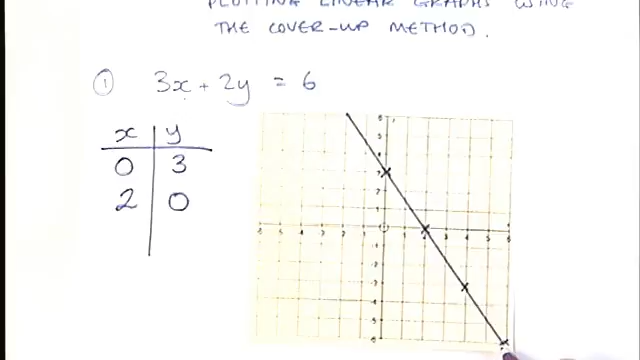 PLOTTING LINEAR GRAPHS USING
THE COVER-UP METHOD.
① 3x + 2y = 6
x y
0 3
2 0